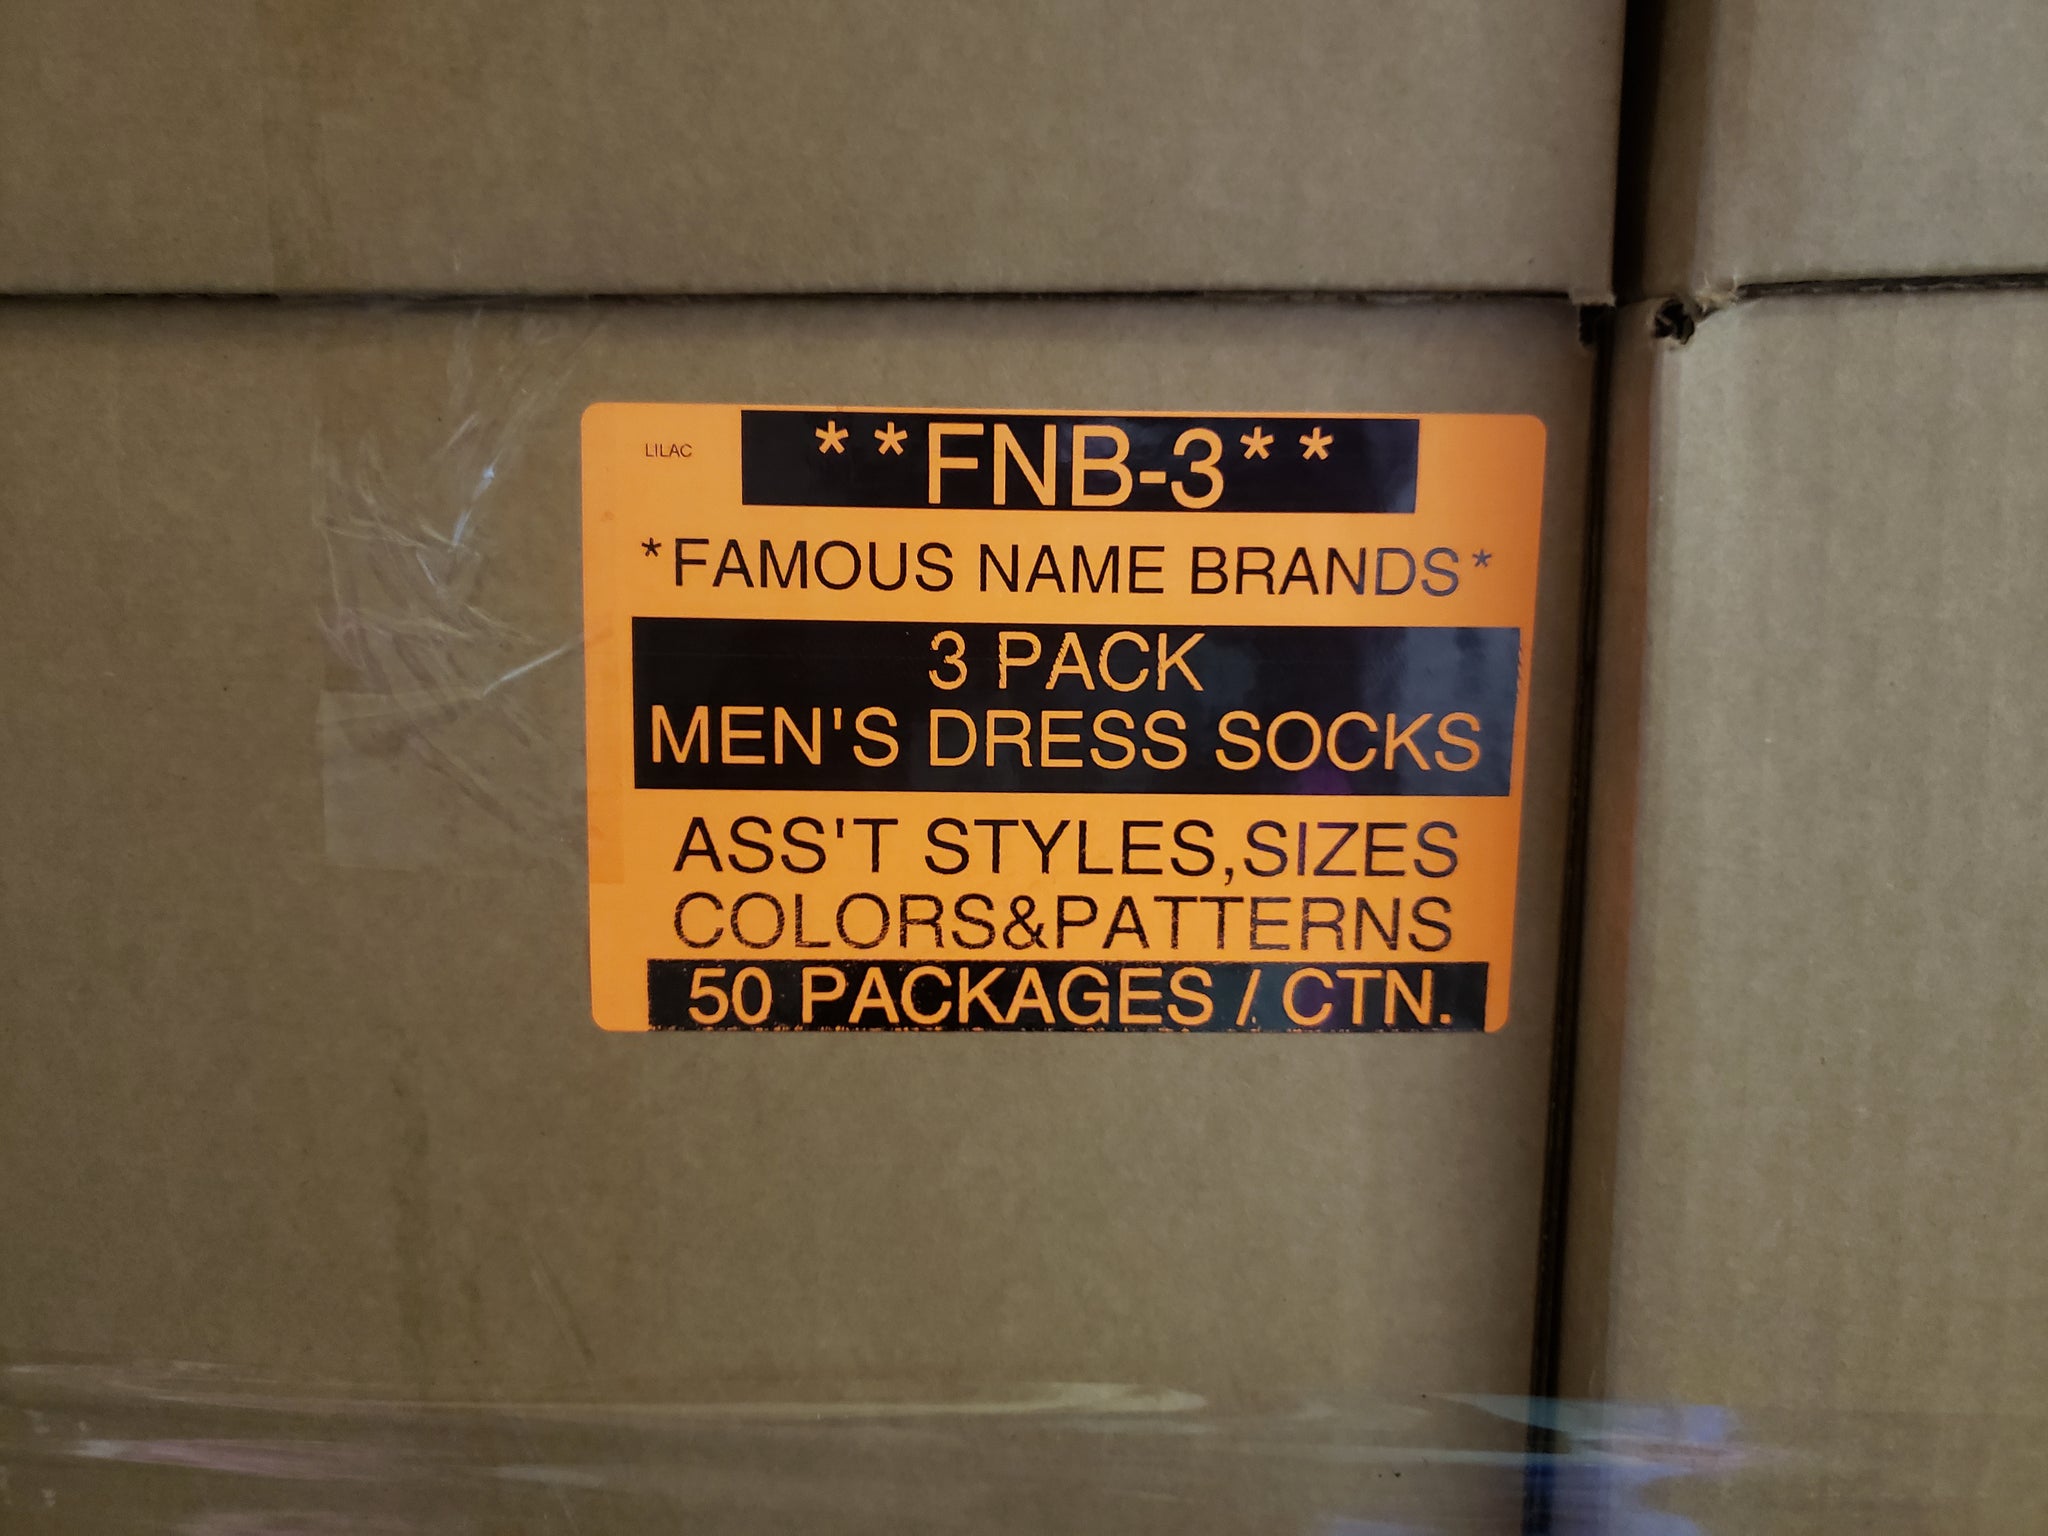 LILAC
**FNB-3**
*FAMOUS NAME BRANDS*
3 PACK
MEN'S DRESS SOCKS
ASS'T STYLES,SIZES
COLORS&PATTERNS
50 PACKAGES / CTN.